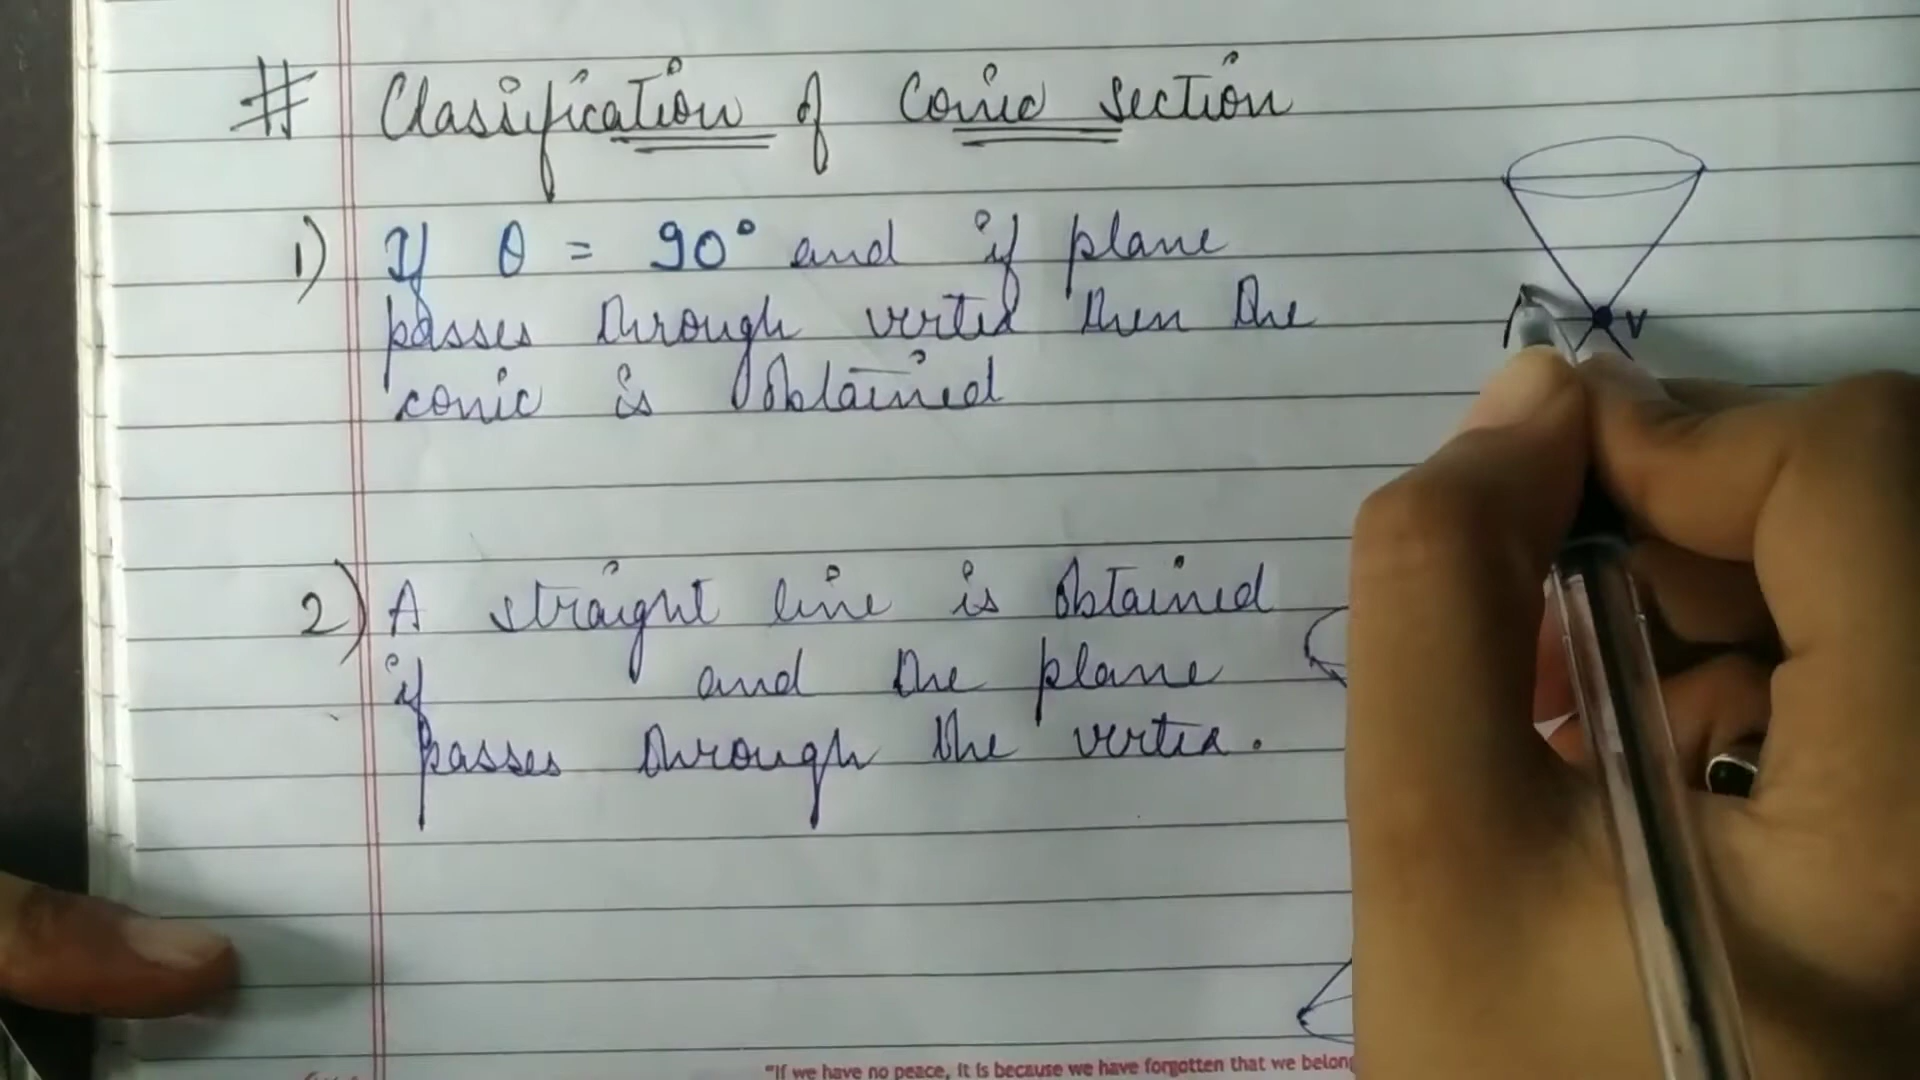 # Clasification of Conic section
1) If θ = 90° and if plane
passes through vertex then the
conic is Obtained
V
2) A straight line is Obtained
if and the plane
passes through the vertex.
"If we have no peace, it is because we have forgotten that we belong